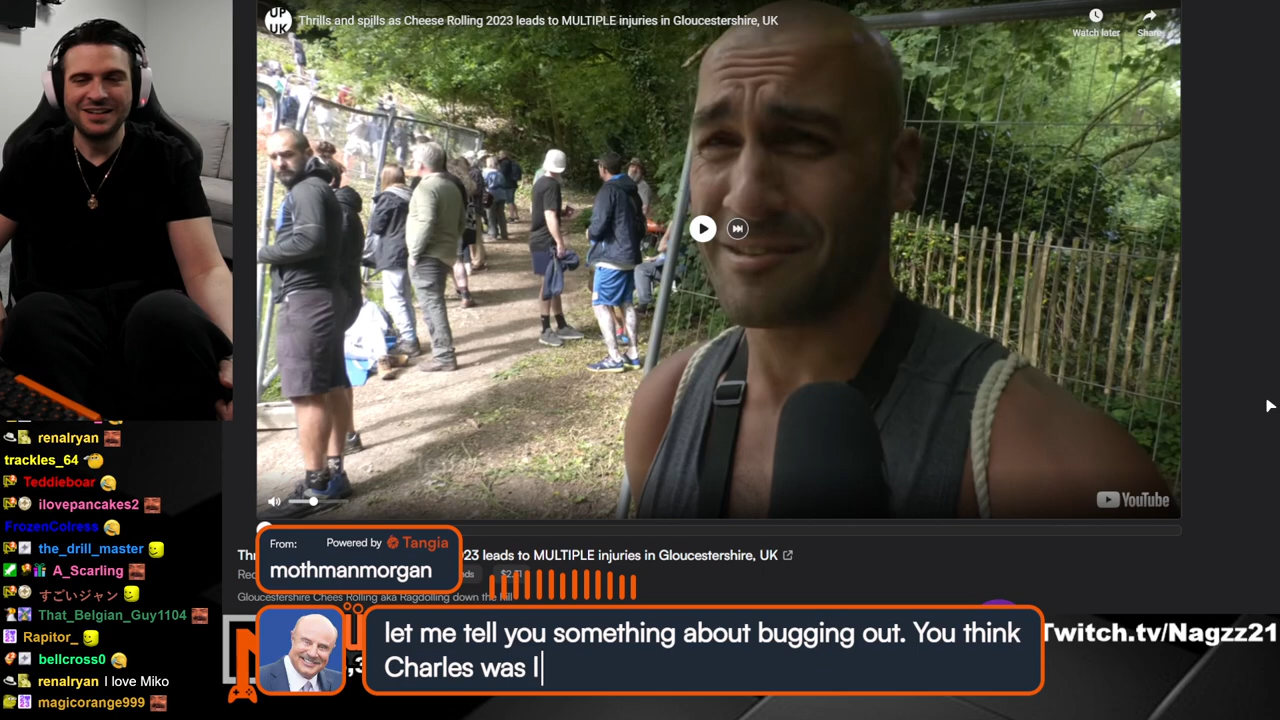 UP
UK
Thrills and spills as Cheese Rolling 2023 leads to MULTIPLE injuries in Gloucestershire, UK
Watch later
Share
YouTube
renalryan
trackles_64
Teddieboar
ilovepancakes2
FrozenColress
the_drill_master
A_Scarling
すごいジャン
That_Belgian_Guy1104
Rapitor_
bellcross0
renalryan I love Miko
magicorange999
From:
Powered by Tangia
mothmanmorgan
23 leads to MULTIPLE injuries in Gloucestershire, UK
Gloucestershire Chees Rolling aka Ragdolling down the hill
let me tell you something about bugging out. You think
Charles was I
Twitch.tv/Nagzz21